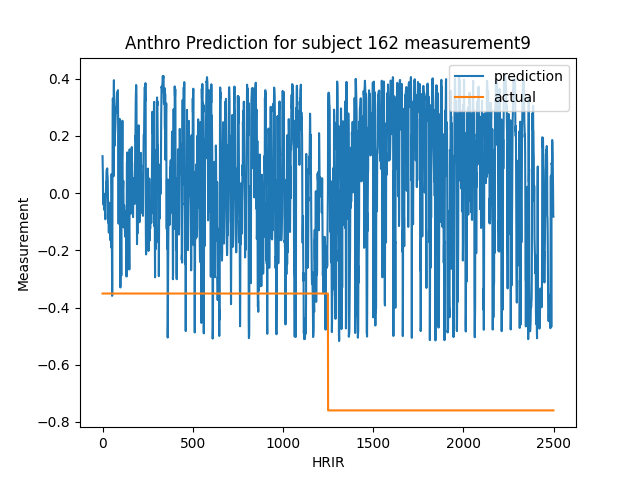 Anthro Prediction for subject 162 measurement9
prediction
actual
Measurement
0.4
0.2
0.0
−0.2
−0.4
−0.6
−0.8
0
500
1000
1500
2000
2500
HRIR